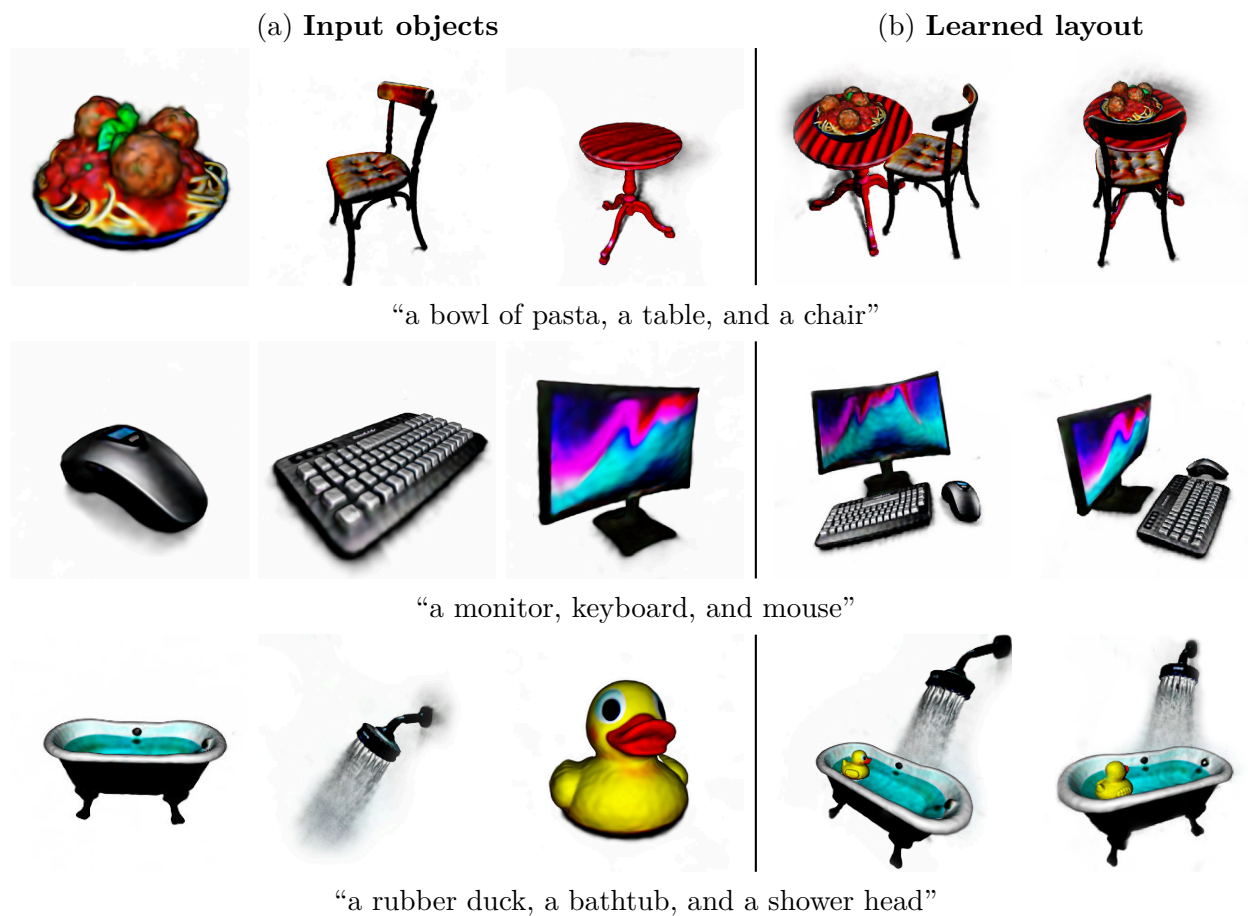 (a) Input objects
(b) Learned layout
“a bowl of pasta, a table, and a chair”
“a monitor, keyboard, and mouse”
“a rubber duck, a bathtub, and a shower head”